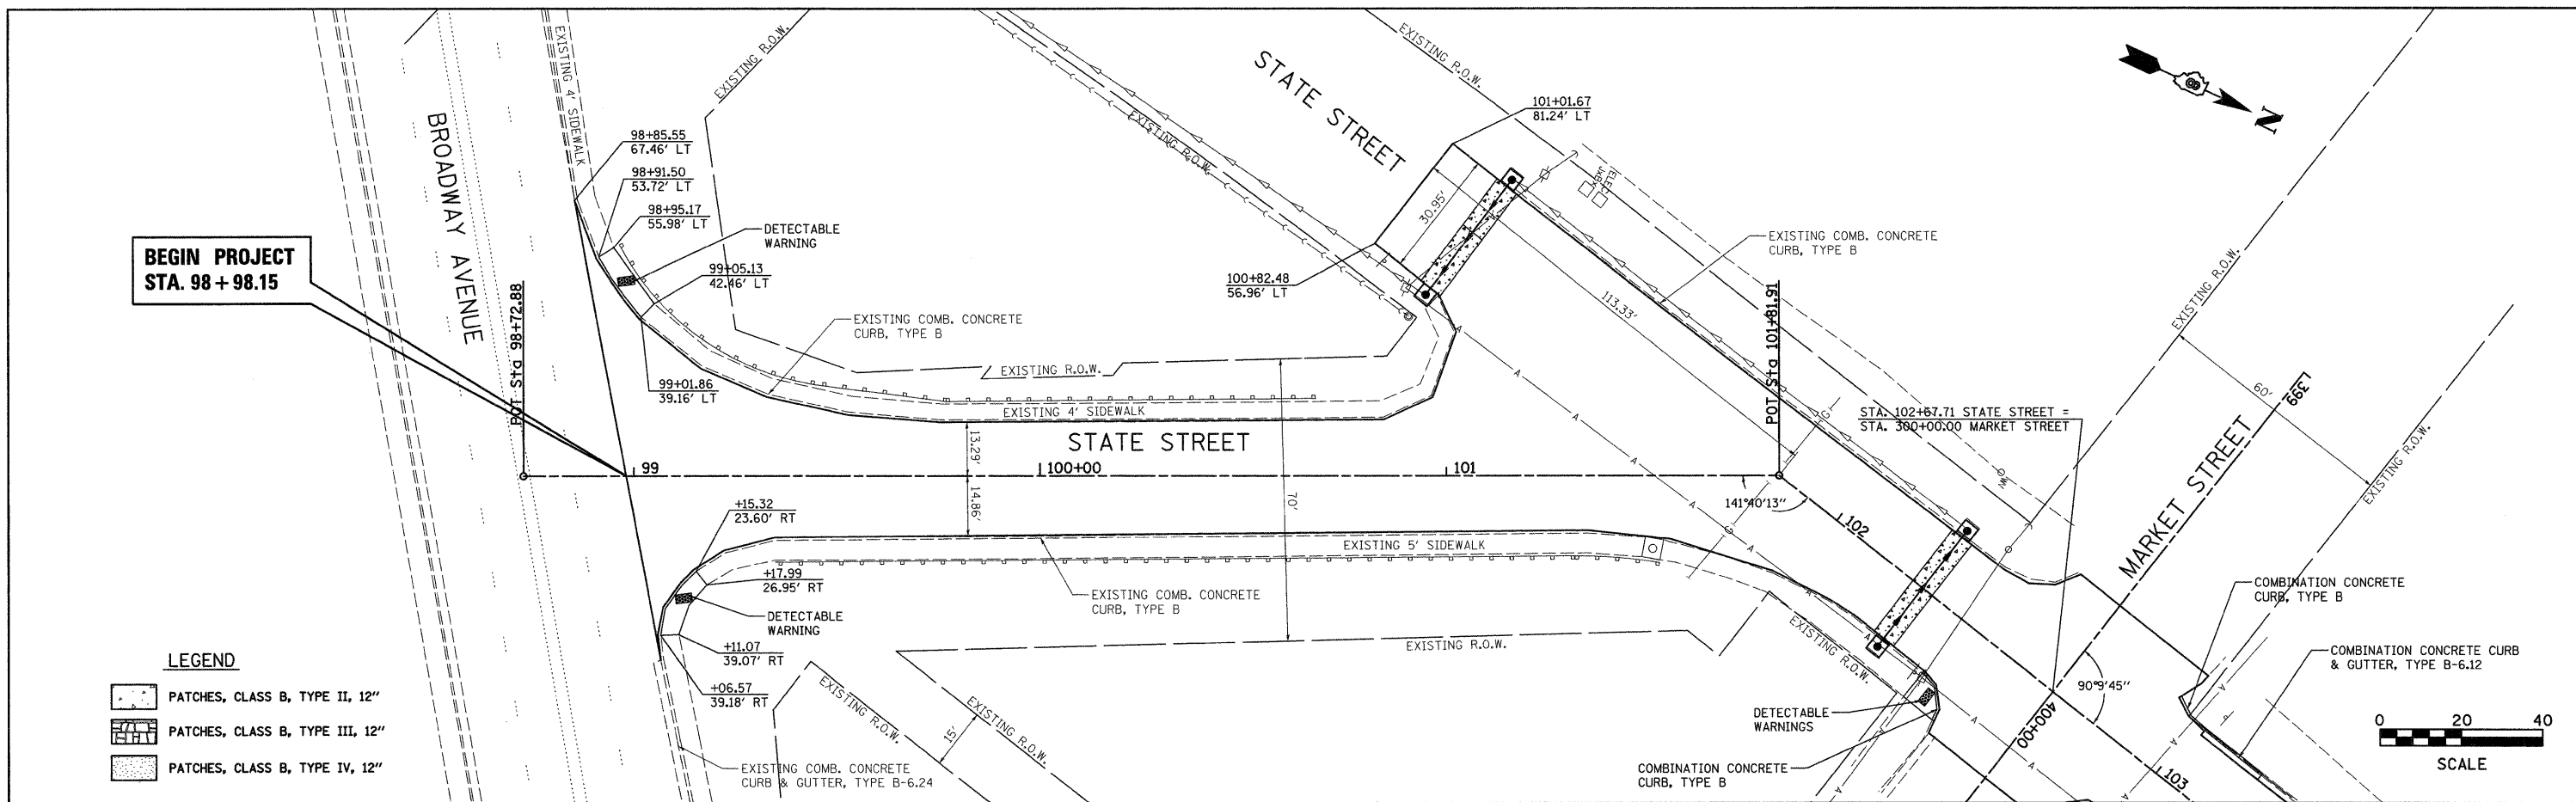 BEGIN PROJECT
STA. 98 + 98.15
BROADWAY AVENUE
EXISTING 4' SIDEWALK
POT Sta 98+72.88
98+85.55
67.46' LT
98+91.50
53.72' LT
98+95.17
55.98' LT
DETECTABLE
WARNING
99+05.13
42.46' LT
99+01.86
39.16' LT
EXISTING R.O.W.
EXISTING COMB. CONCRETE
CURB, TYPE B
EXISTING R.O.W.
EXISTING 4' SIDEWALK
STATE STREET
13.29'
14.86'
70'
99
100+00
101
EXISTING R.O.W.
STATE STREET
EXISTING R.O.W.
101+01.67
81.24' LT
30.95'
100+82.48
56.96' LT
113.33'
ELEC
EXISTING COMB. CONCRETE
CURB, TYPE B
POT Sta 101+81.91
141°40'13"
102
STA. 102+67.71 STATE STREET =
STA. 300+00.00 MARKET STREET
N
EXISTING R.O.W.
60'
399
MARKET STREET
EXISTING R.O.W.
+15.32
23.60' RT
+17.99
26.95' RT
DETECTABLE
WARNING
+11.07
39.07' RT
+06.57
39.18' RT
EXISTING 5' SIDEWALK
EXISTING COMB. CONCRETE
CURB, TYPE B
EXISTING R.O.W.
EXISTING R.O.W.
EXISTING R.O.W.
15'
EXISTING COMB. CONCRETE
CURB & GUTTER, TYPE B-6.24
EXISTING R.O.W.
DETECTABLE
WARNINGS
COMBINATION CONCRETE
CURB, TYPE B
400+00
90°9'45"
103
COMBINATION CONCRETE
CURB, TYPE B
COMBINATION CONCRETE CURB
& GUTTER, TYPE B-6.12
LEGEND
PATCHES, CLASS B, TYPE II, 12"
PATCHES, CLASS B, TYPE III, 12"
PATCHES, CLASS B, TYPE IV, 12"
0 20 40
SCALE